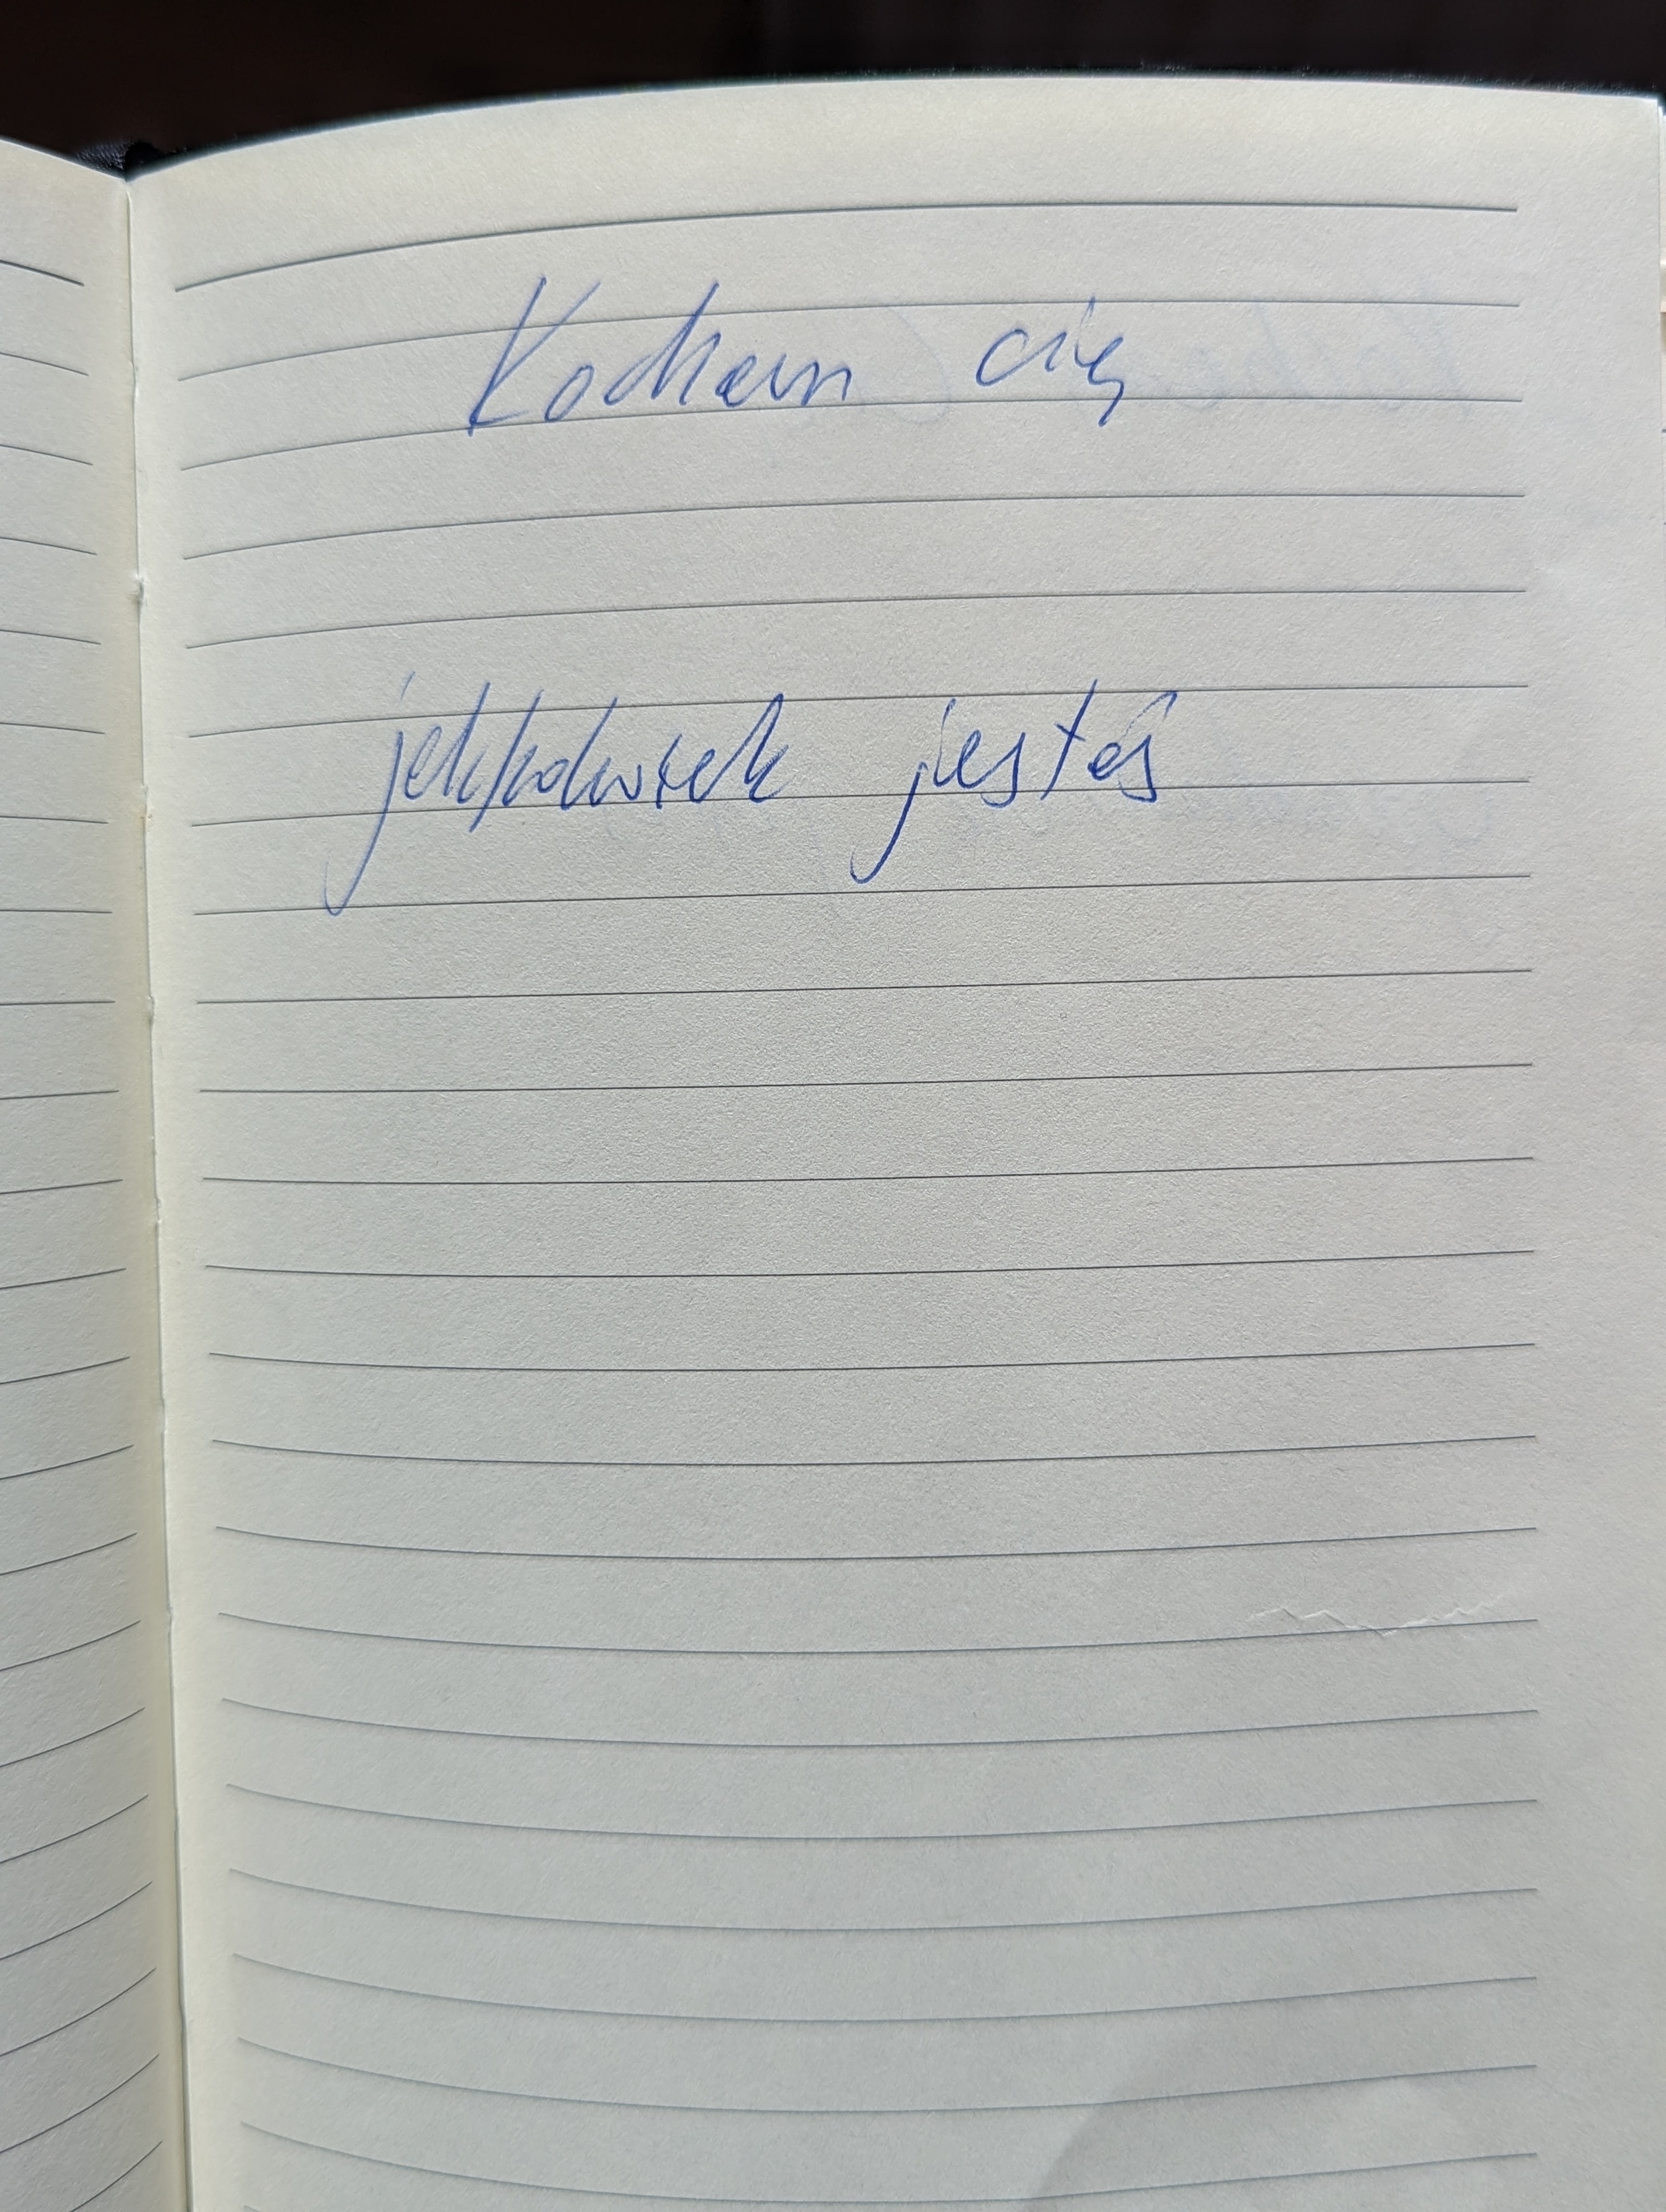 Kocham cię
jakkolwiek jesteś